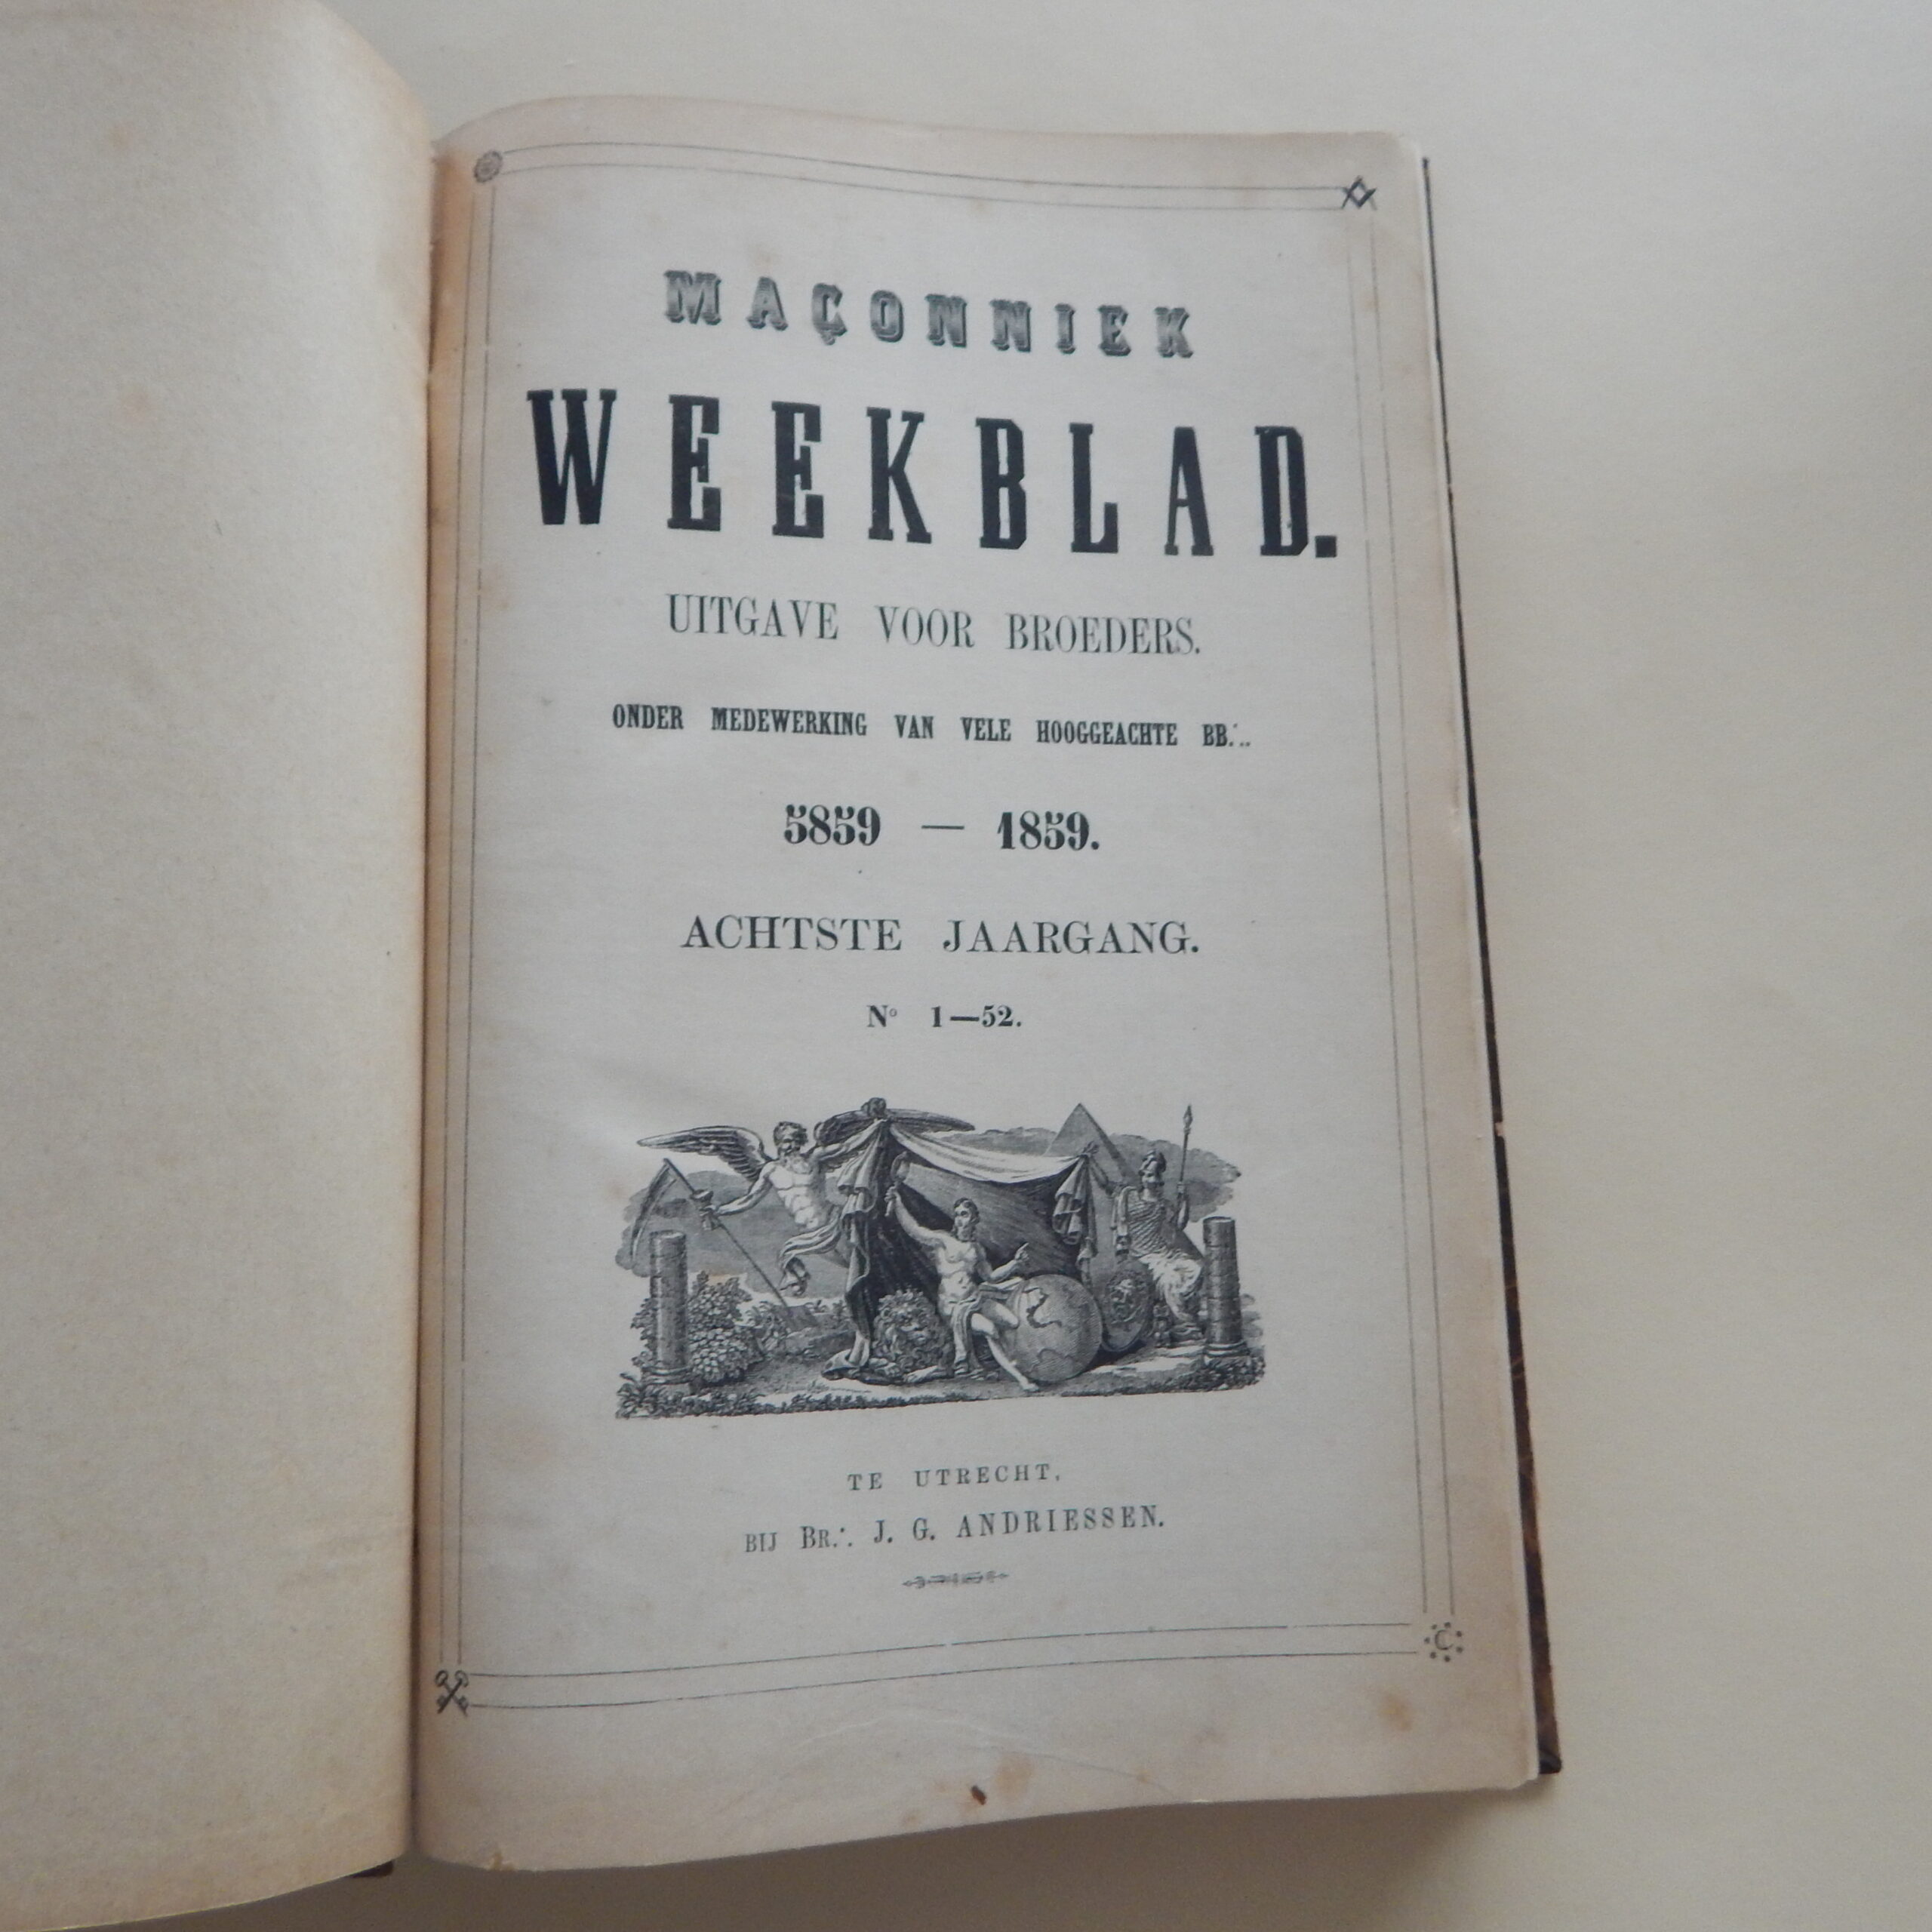 MAÇONNIEK
WEEKBLAD.
UITGAVE VOOR BROEDERS.
ONDER MEDEWERKING VAN VELE HOOGGEACHTE BB∴.
5859 — 1859.
ACHTSTE JAARGANG.
Nº 1—52.
TE UTRECHT,
BIJ BR∴ J. G. ANDRIESSEN.